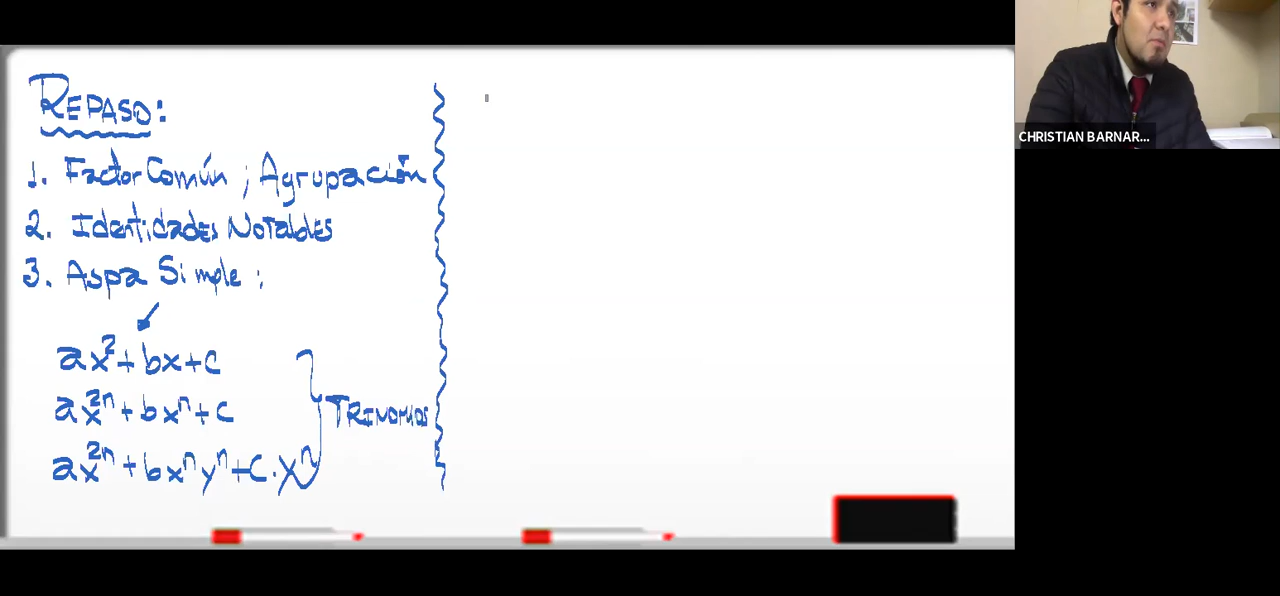 REPASO:
1. Factor Común ; Agrupación
2. Identidades Notables
3. Aspa Simple ;
ax²+bx+c
ax²ⁿ+bxⁿ+c
ax²ⁿ+bxⁿyⁿ+c·xⁿ
TRINOMIOS
CHRISTIAN BARNAR...